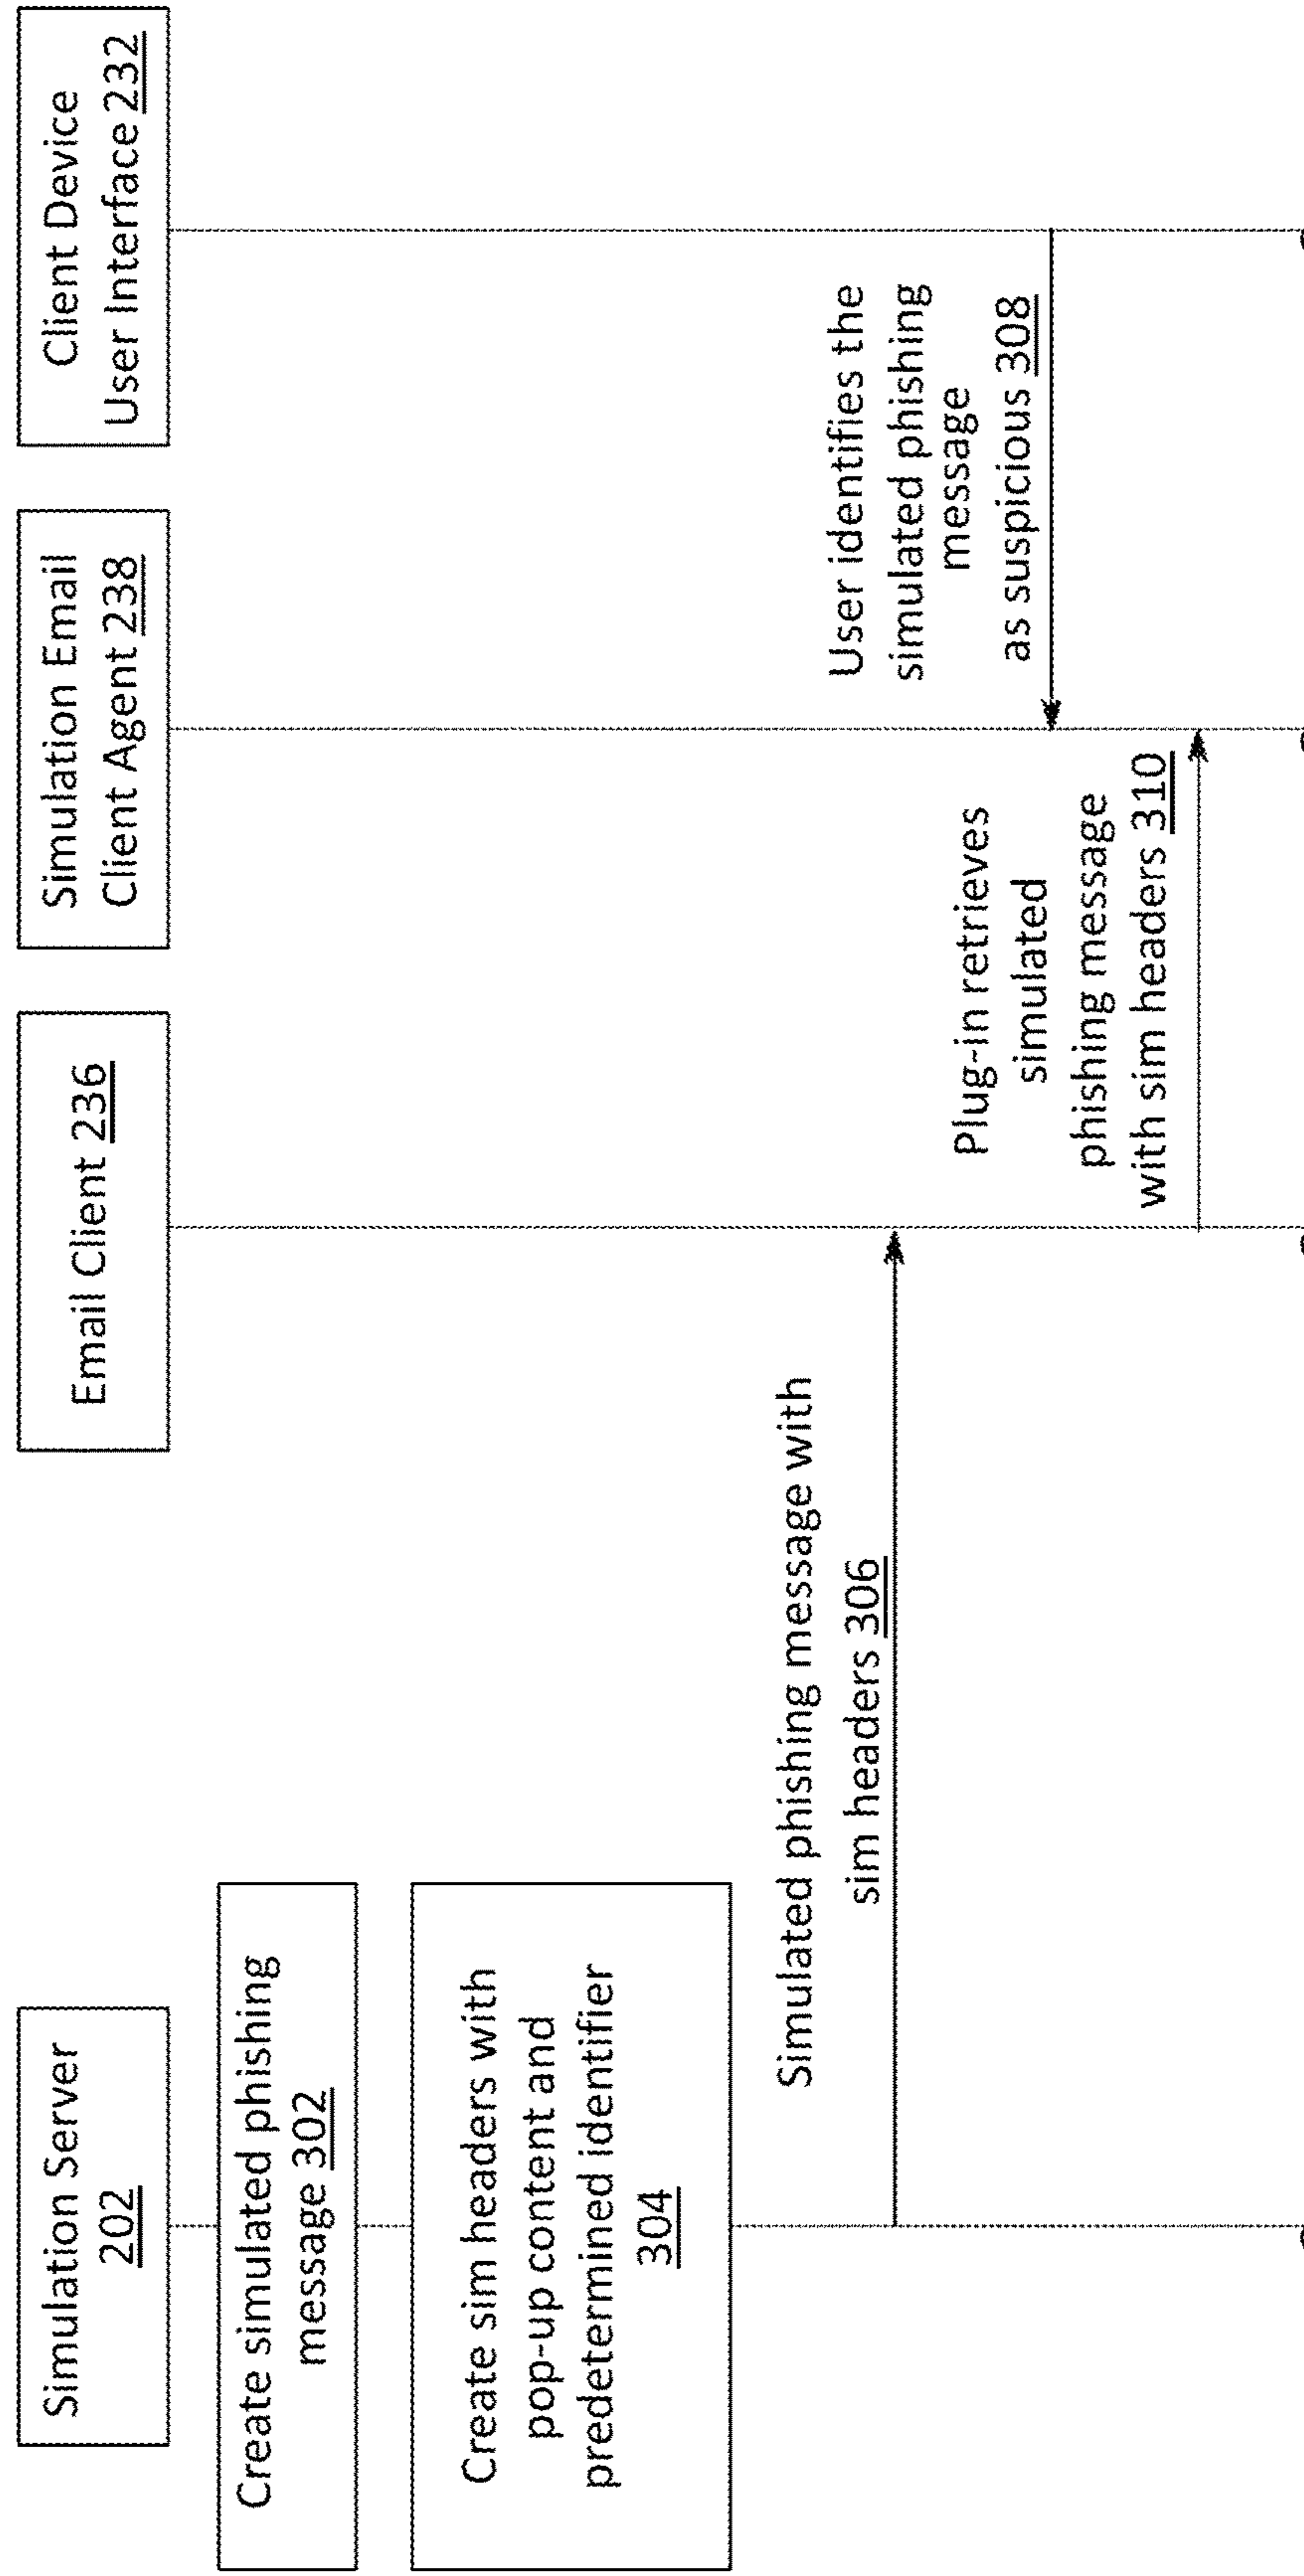 Simulation Server
202
Email Client 236
Simulation Email
Client Agent 238
Client Device
User Interface 232
Create simulated phishing
message 302
Create sim headers with
pop-up content and
predetermined identifier
304
Simulated phishing message with
sim headers 306
User identifies the
simulated phishing
message
as suspicious 308
Plug-in retrieves
simulated
phishing message
with sim headers 310